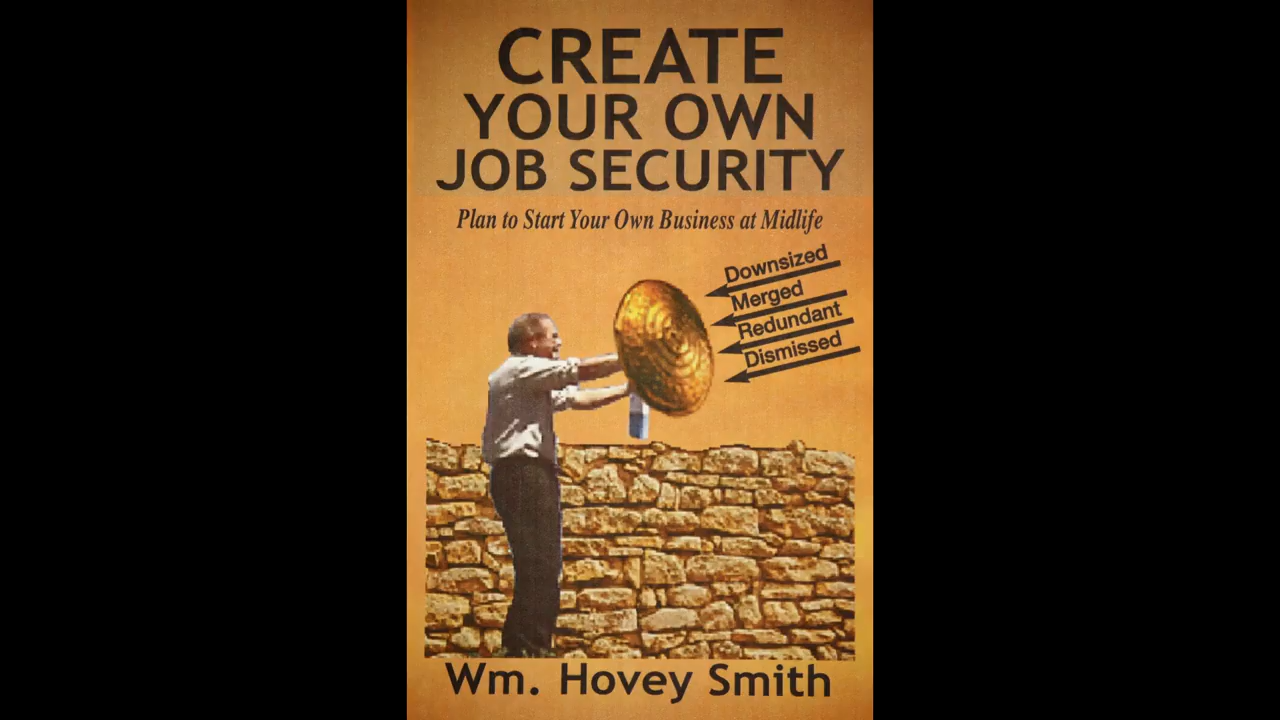 CREATE
YOUR OWN
JOB SECURITY
Plan to Start Your Own Business at Midlife
Downsized
Merged
Redundant
Dismissed
Wm. Hovey Smith